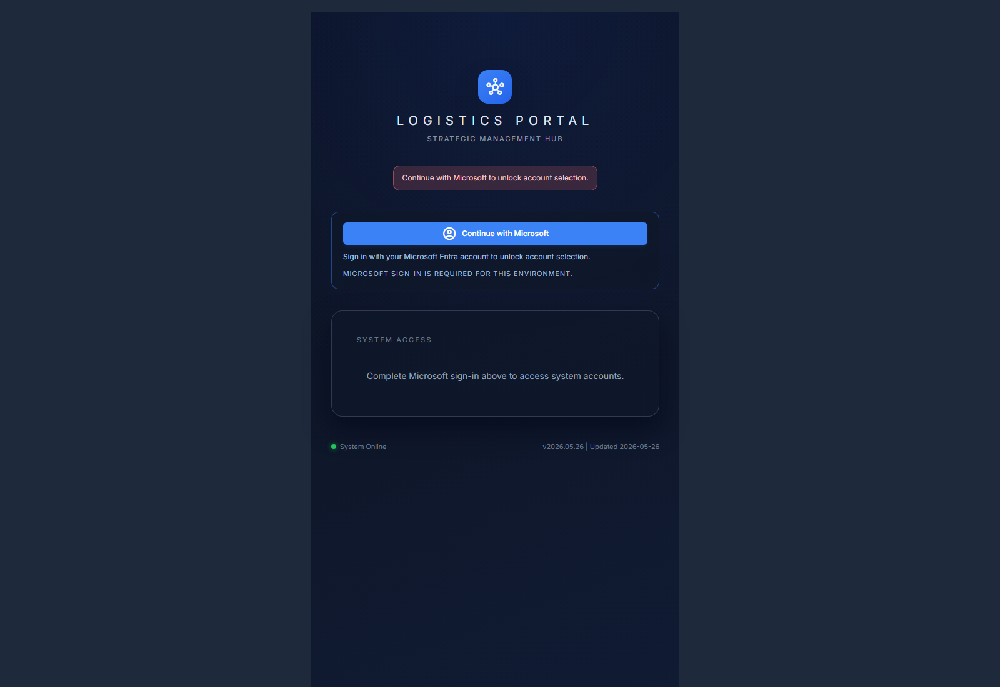 LOGISTICS PORTAL
STRATEGIC MANAGEMENT HUB
Continue with Microsoft to unlock account selection.
Continue with Microsoft
Sign in with your Microsoft Entra account to unlock account selection.
MICROSOFT SIGN-IN IS REQUIRED FOR THIS ENVIRONMENT.
SYSTEM ACCESS
Complete Microsoft sign-in above to access system accounts.
System Online
v2026.05.26 | Updated 2026-05-26